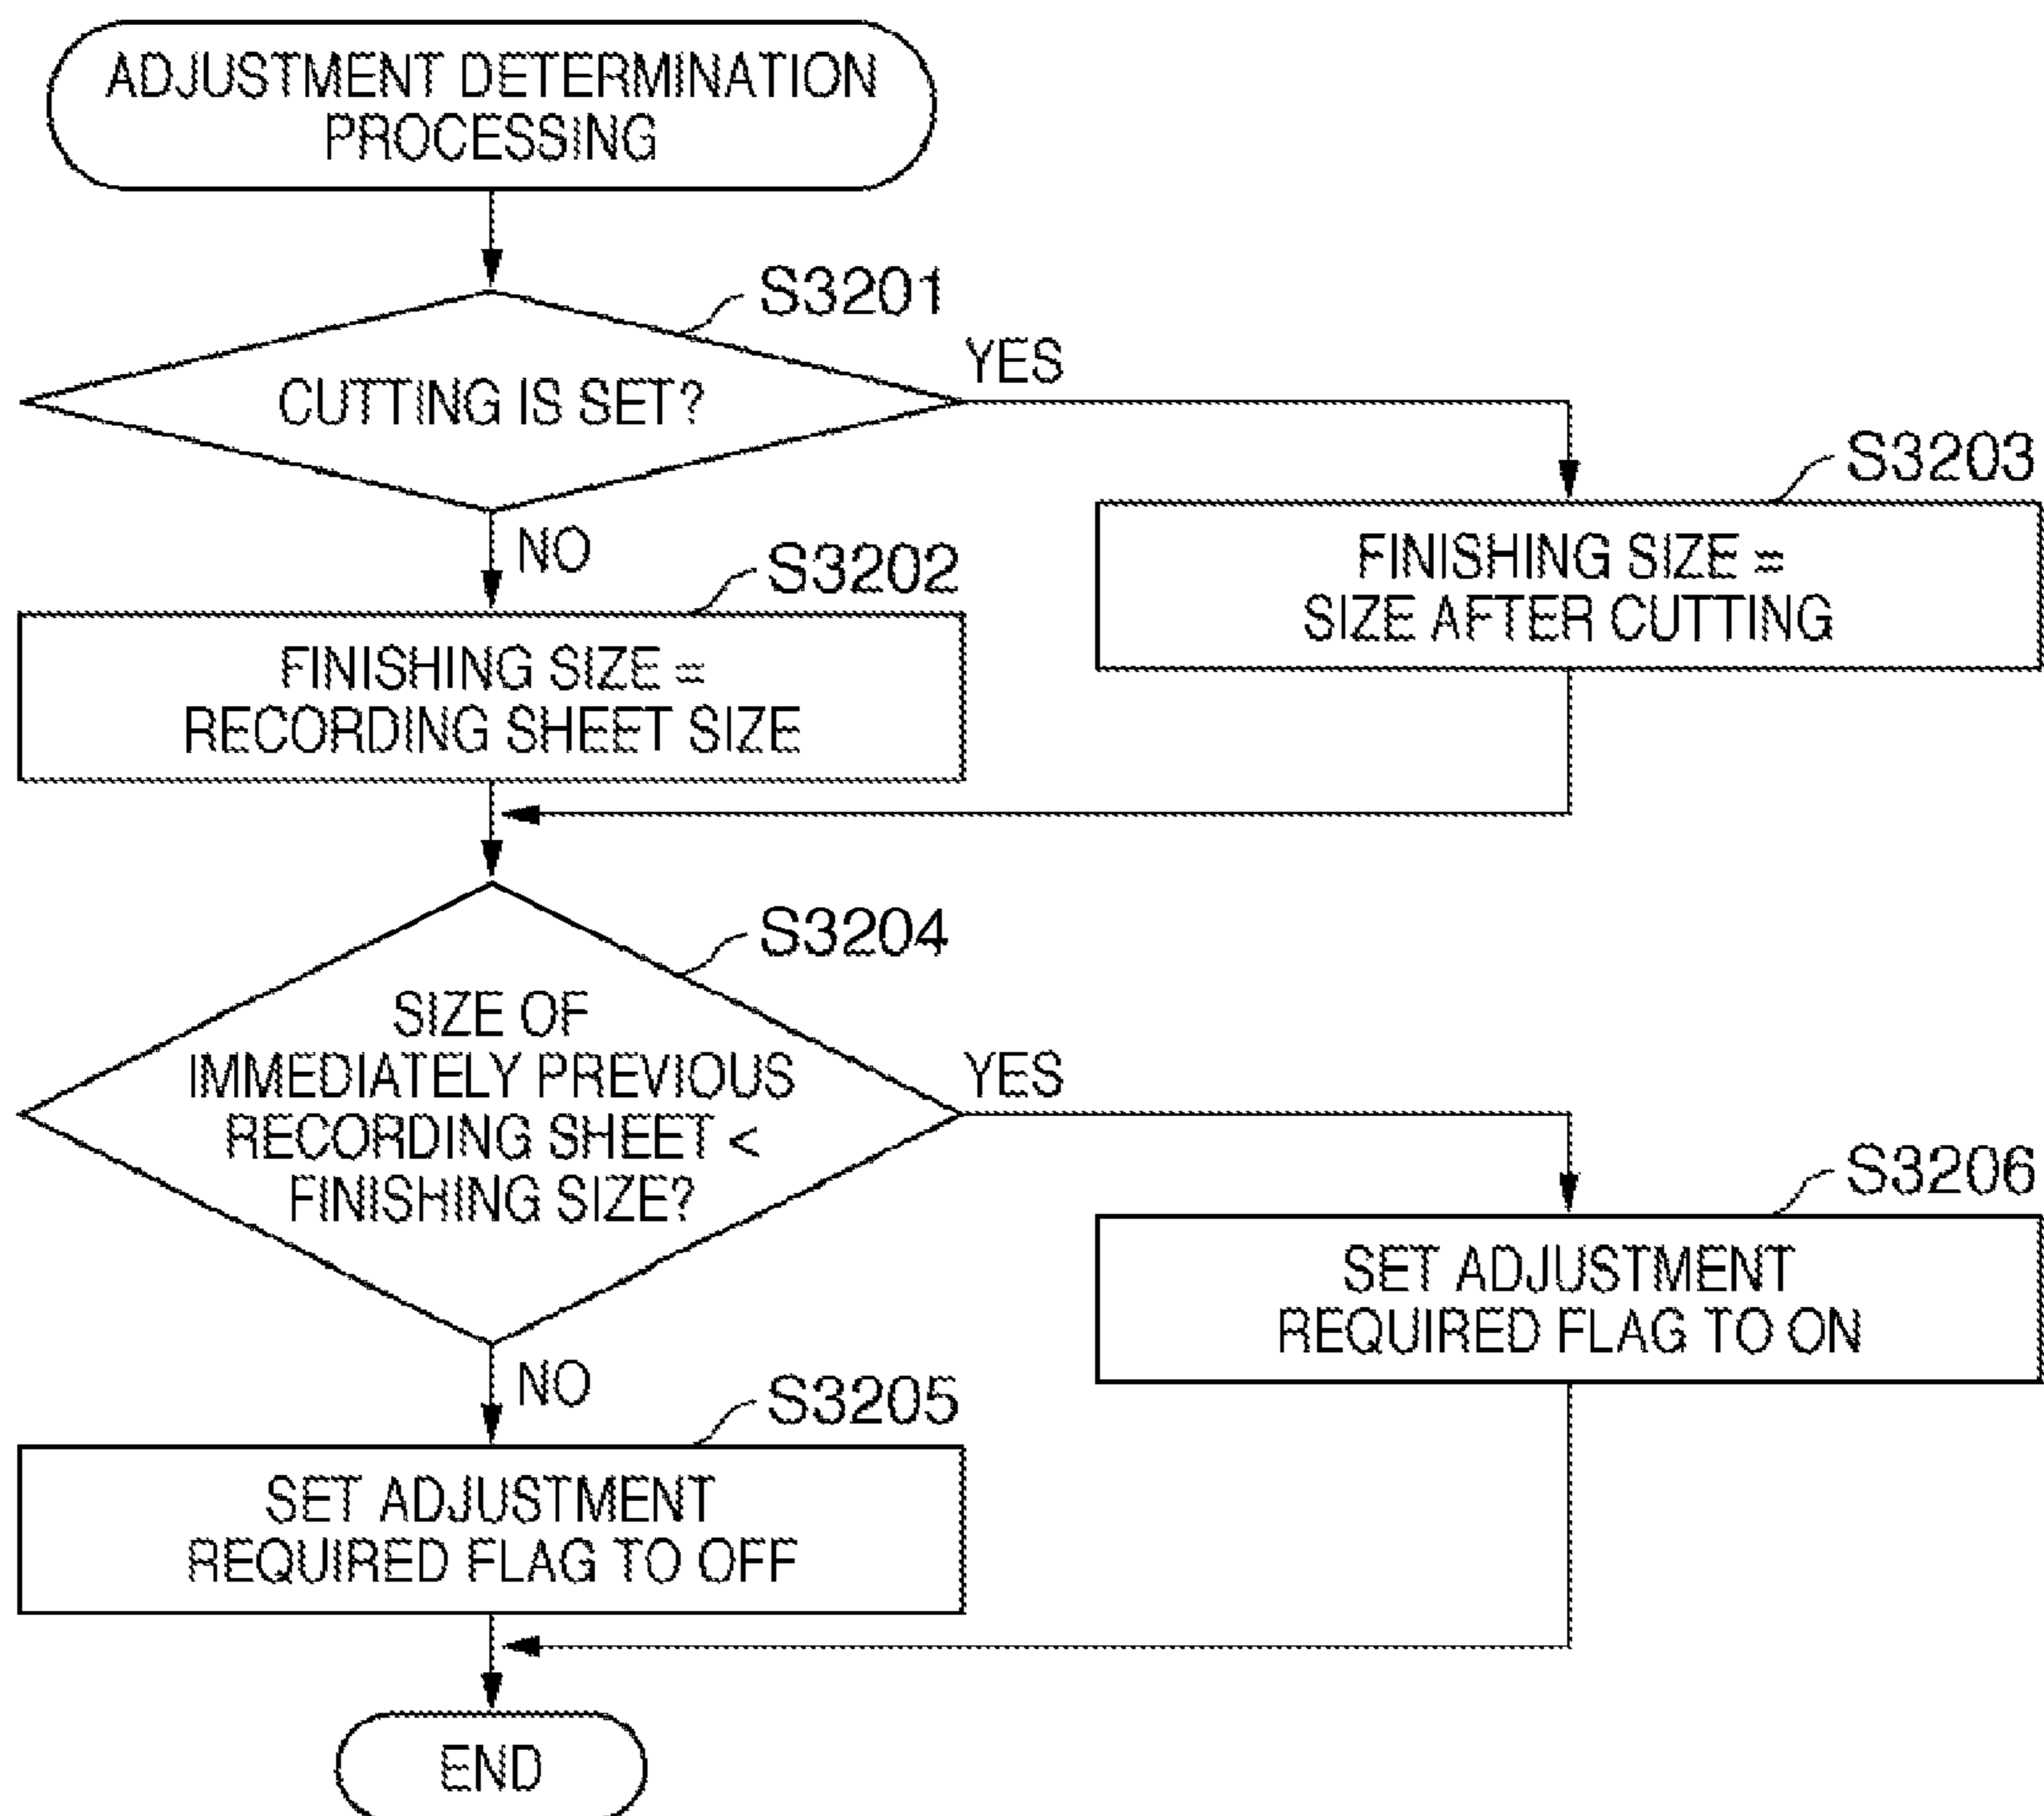 ADJUSTMENT DETERMINATION
PROCESSING
S3201
CUTTING IS SET?
YES
NO
S3203
FINISHING SIZE =
SIZE AFTER CUTTING
S3202
FINISHING SIZE =
RECORDING SHEET SIZE
S3204
SIZE OF
IMMEDIATELY PREVIOUS
RECORDING SHEET <
FINISHING SIZE?
YES
NO
S3206
SET ADJUSTMENT
REQUIRED FLAG TO ON
S3205
SET ADJUSTMENT
REQUIRED FLAG TO OFF
END